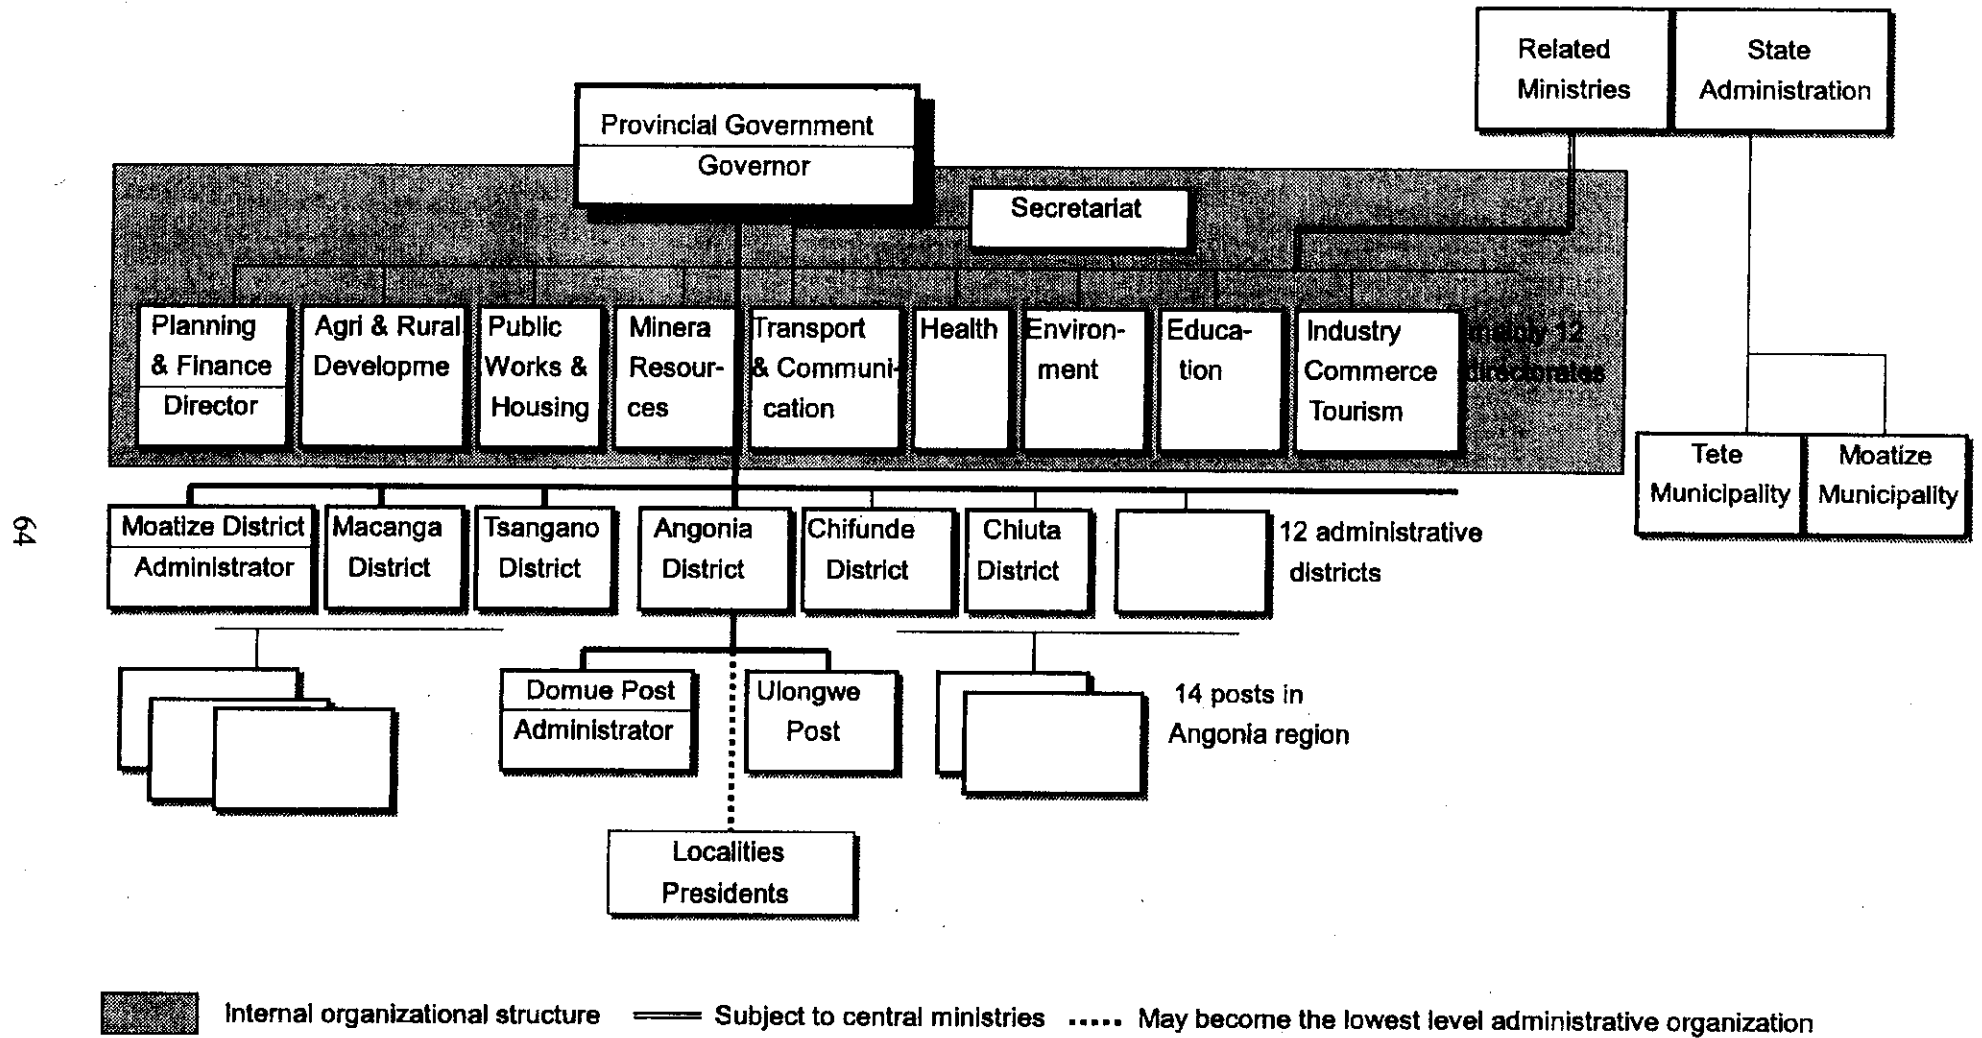 Related
Ministries
State
Administration
Provincial Government
Governor
Secretariat
Planning
& Finance
Director
Agri & Rural
Developme
Public
Works &
Housing
Minera
Resour-
ces
Transport
& Communi-
cation
Health
Environ-
ment
Educa-
tion
Industry
Commerce
Tourism
12
directorates
Tete
Municipality
Moatize
Municipality
Moatize District
Administrator
Macanga
District
Tsangano
District
Angonia
District
Chifunde
District
Chiuta
District
12 administrative
districts
64
Domue Post
Administrator
Ulongwe
Post
14 posts in
Angonia region
Localities
Presidents
Internal organizational structure
Subject to central ministries
May become the lowest level administrative organization